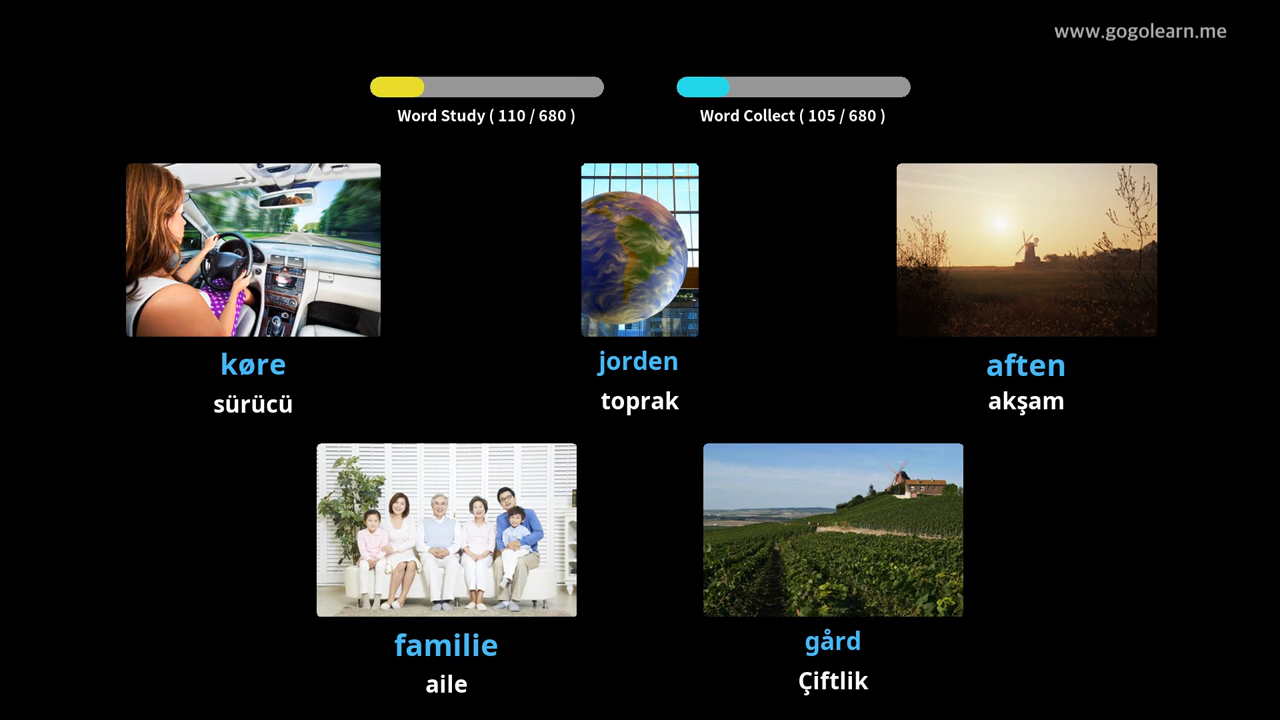 www.gogolearn.me
Word Study ( 110 / 680 )
Word Collect ( 105 / 680 )
køre
sürücü
jorden
toprak
aften
akşam
familie
aile
gård
Çiftlik